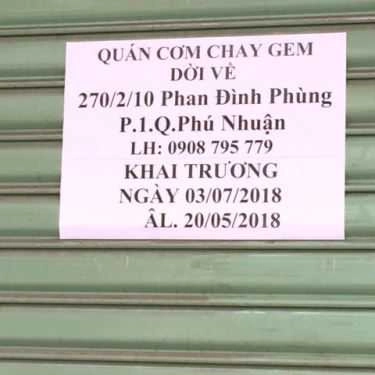 QUÁN CƠM CHAY GEM
DỜI VỀ
270/2/10 Phan Đình Phùng
P.1.Q.Phú Nhuận
LH: 0908 795 779
KHAI TRƯƠNG
NGÀY 03/07/2018
ÂL. 20/05/2018